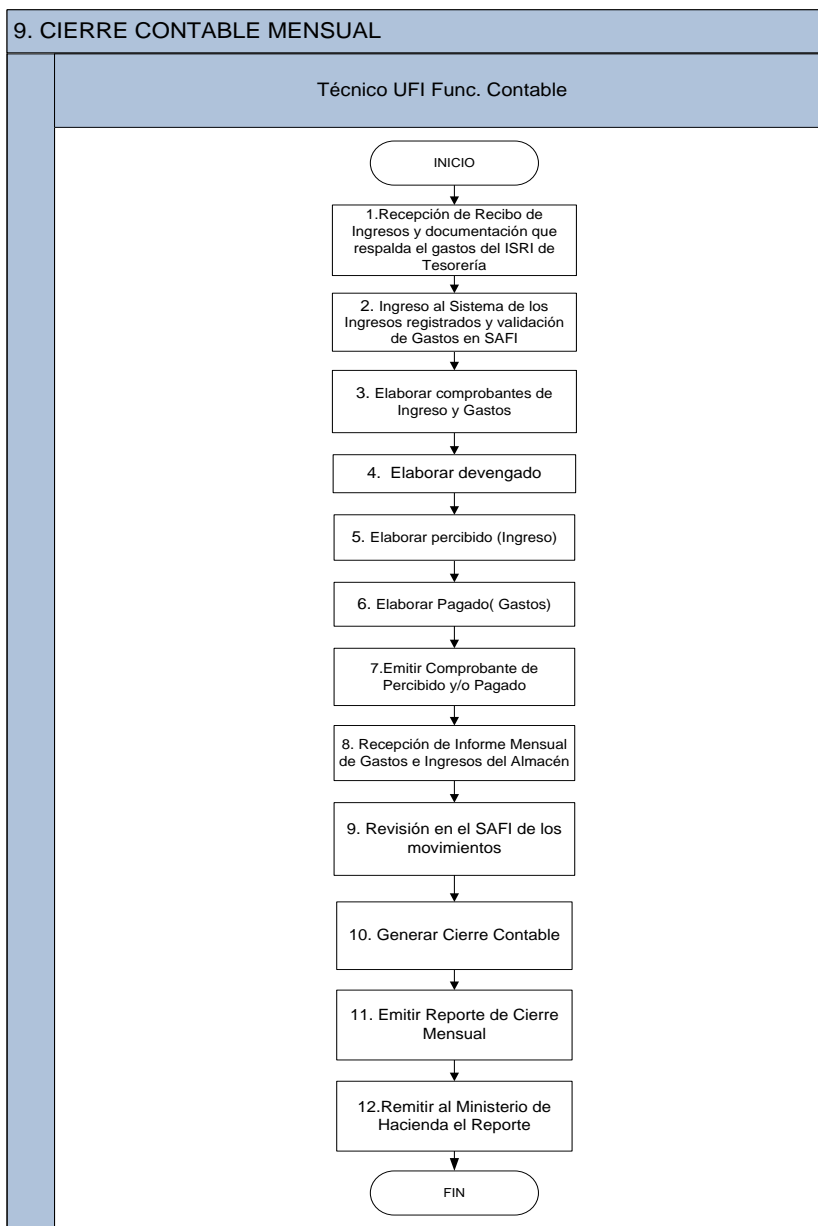 9. CIERRE CONTABLE MENSUAL
Técnico UFI Func. Contable
INICIO
1.Recepción de Recibo de
Ingresos y documentación que
respalda el gastos del ISRI de
Tesorería
2. Ingreso al Sistema de los
Ingresos registrados y validación
de Gastos en SAFI
3. Elaborar comprobantes de
Ingreso y Gastos
4. Elaborar devengado
5. Elaborar percibido (Ingreso)
6. Elaborar Pagado( Gastos)
7.Emitir Comprobante de
Percibido y/o Pagado
8. Recepción de Informe Mensual
de Gastos e Ingresos del Almacén
9. Revisión en el SAFI de los
movimientos
10. Generar Cierre Contable
11. Emitir Reporte de Cierre
Mensual
12.Remitir al Ministerio de
Hacienda el Reporte
FIN